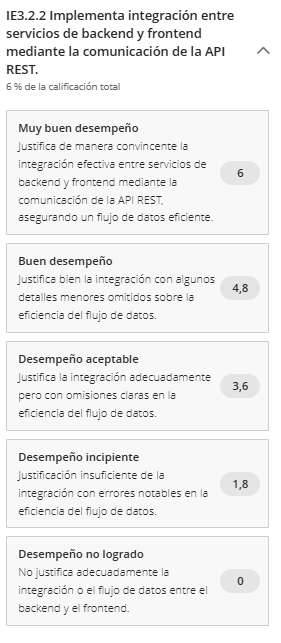 IE3.2.2 Implementa integración entre
servicios de backend y frontend
mediante la comunicación de la API
REST.
6 % de la calificación total
Muy buen desempeño
Justifica de manera convincente la
integración efectiva entre servicios de
backend y frontend mediante la
comunicación de la API REST,
asegurando un flujo de datos eficiente.
6
Buen desempeño
Justifica bien la integración con algunos
detalles menores omitidos sobre la
eficiencia del flujo de datos.
4,8
Desempeño aceptable
Justifica la integración adecuadamente
pero con omisiones claras en la
eficiencia del flujo de datos.
3,6
Desempeño incipiente
Justificación insuficiente de la
integración con errores notables en la
eficiencia del flujo de datos.
1,8
Desempeño no logrado
No justifica adecuadamente la
integración o el flujo de datos entre el
backend y el frontend.
0